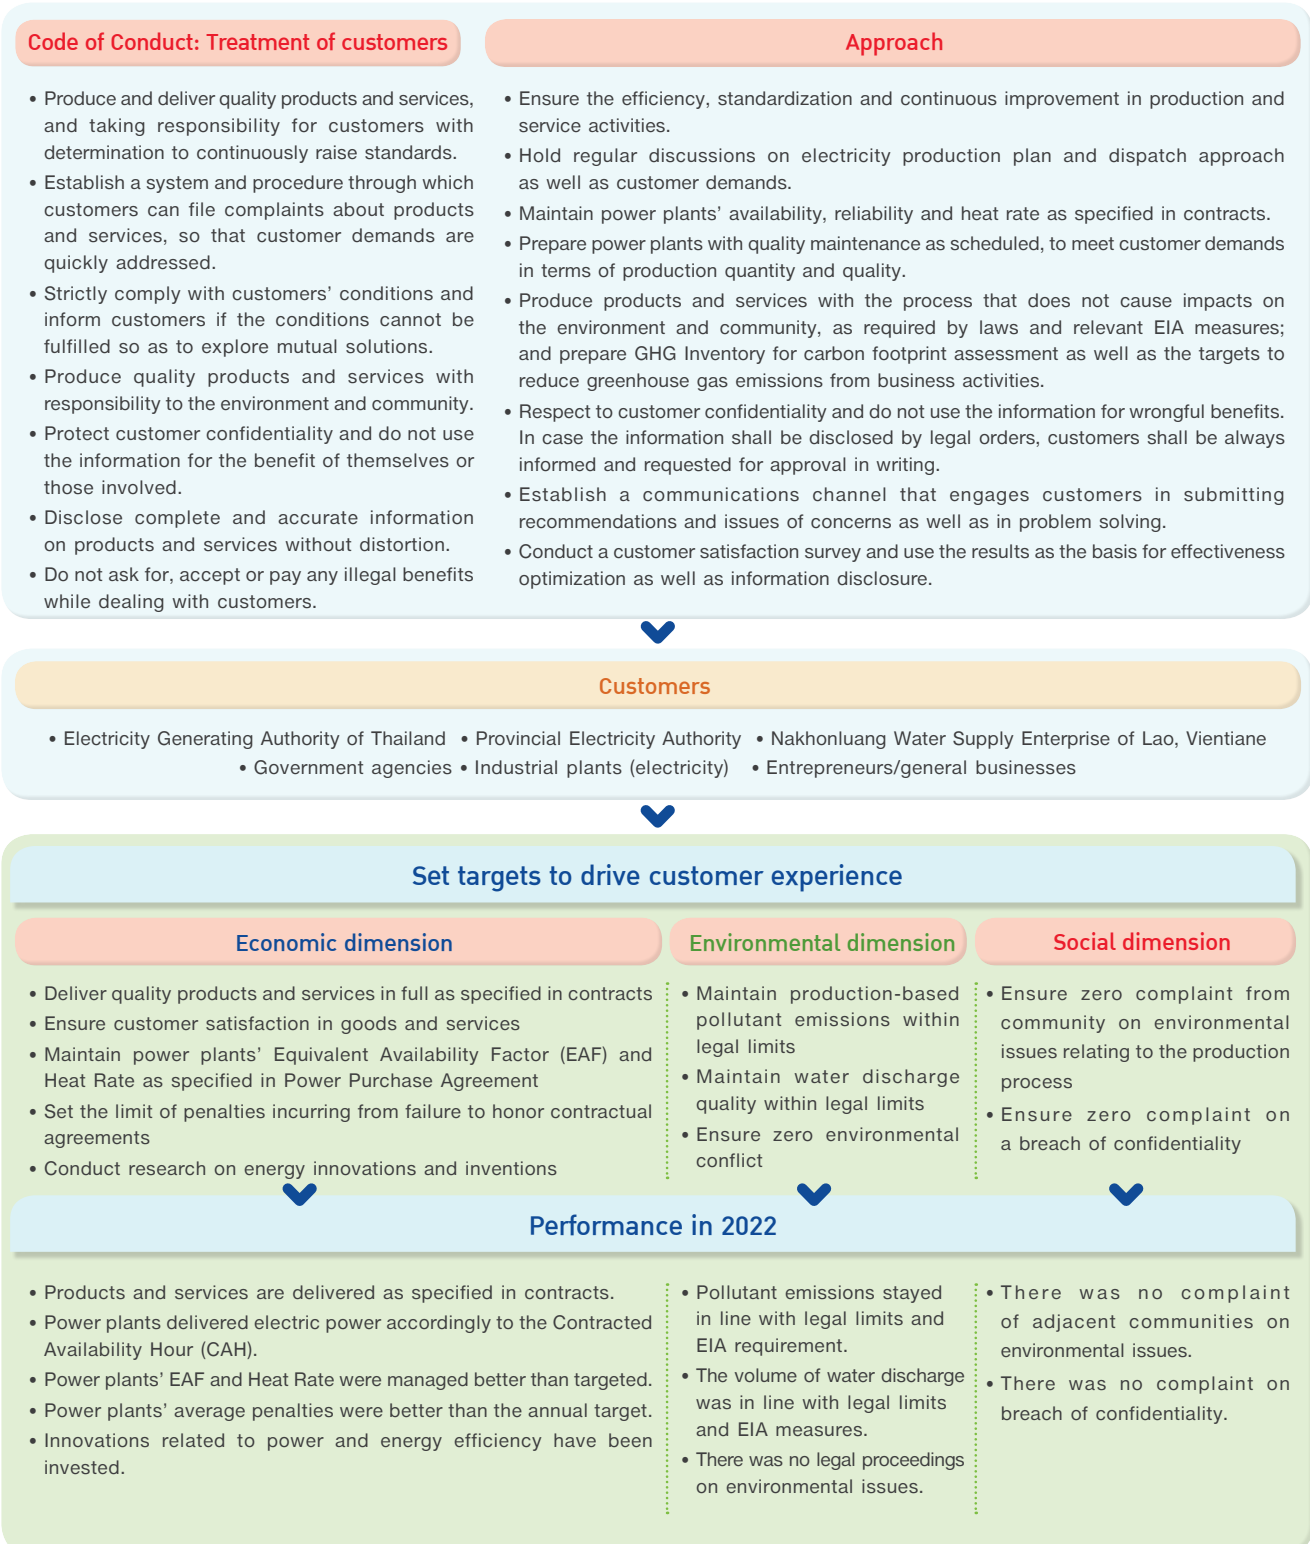 Code of Conduct: Treatment of customers
• Produce and deliver quality products and services,
and taking responsibility for customers with
determination to continuously raise standards.
• Establish a system and procedure through which
customers can file complaints about products
and services, so that customer demands are
quickly addressed.
• Strictly comply with customers' conditions and
inform customers if the conditions cannot be
fulfilled so as to explore mutual solutions.
• Produce quality products and services with
responsibility to the environment and community.
• Protect customer confidentiality and do not use
the information for the benefit of themselves or
those involved.
• Disclose complete and accurate information
on products and services without distortion.
• Do not ask for, accept or pay any illegal benefits
while dealing with customers.
Approach
• Ensure the efficiency, standardization and continuous improvement in production and
service activities.
• Hold regular discussions on electricity production plan and dispatch approach
as well as customer demands.
• Maintain power plants' availability, reliability and heat rate as specified in contracts.
• Prepare power plants with quality maintenance as scheduled, to meet customer demands
in terms of production quantity and quality.
• Produce products and services with the process that does not cause impacts on
the environment and community, as required by laws and relevant EIA measures;
and prepare GHG Inventory for carbon footprint assessment as well as the targets to
reduce greenhouse gas emissions from business activities.
• Respect to customer confidentiality and do not use the information for wrongful benefits.
In case the information shall be disclosed by legal orders, customers shall be always
informed and requested for approval in writing.
• Establish a communications channel that engages customers in submitting
recommendations and issues of concerns as well as in problem solving.
• Conduct a customer satisfaction survey and use the results as the basis for effectiveness
optimization as well as information disclosure.
Customers
• Electricity Generating Authority of Thailand • Provincial Electricity Authority • Nakhonluang Water Supply Enterprise of Lao, Vientiane
• Government agencies • Industrial plants (electricity) • Entrepreneurs/general businesses
Set targets to drive customer experience
Economic dimension
• Deliver quality products and services in full as specified in contracts
• Ensure customer satisfaction in goods and services
• Maintain power plants' Equivalent Availability Factor (EAF) and
Heat Rate as specified in Power Purchase Agreement
• Set the limit of penalties incurring from failure to honor contractual
agreements
• Conduct research on energy innovations and inventions
Environmental dimension
• Maintain production-based
pollutant emissions within
legal limits
• Maintain water discharge
quality within legal limits
• Ensure zero environmental
conflict
Social dimension
• Ensure zero complaint from
community on environmental
issues relating to the production
process
• Ensure zero complaint on
a breach of confidentiality
Performance in 2022
• Products and services are delivered as specified in contracts.
• Power plants delivered electric power accordingly to the Contracted
Availability Hour (CAH).
• Power plants' EAF and Heat Rate were managed better than targeted.
• Power plants' average penalties were better than the annual target.
• Innovations related to power and energy efficiency have been
invested.
• Pollutant emissions stayed
in line with legal limits and
EIA requirement.
• The volume of water discharge
was in line with legal limits
and EIA measures.
• There was no legal proceedings
on environmental issues.
• There was no complaint
of adjacent communities on
environmental issues.
• There was no complaint on
breach of confidentiality.